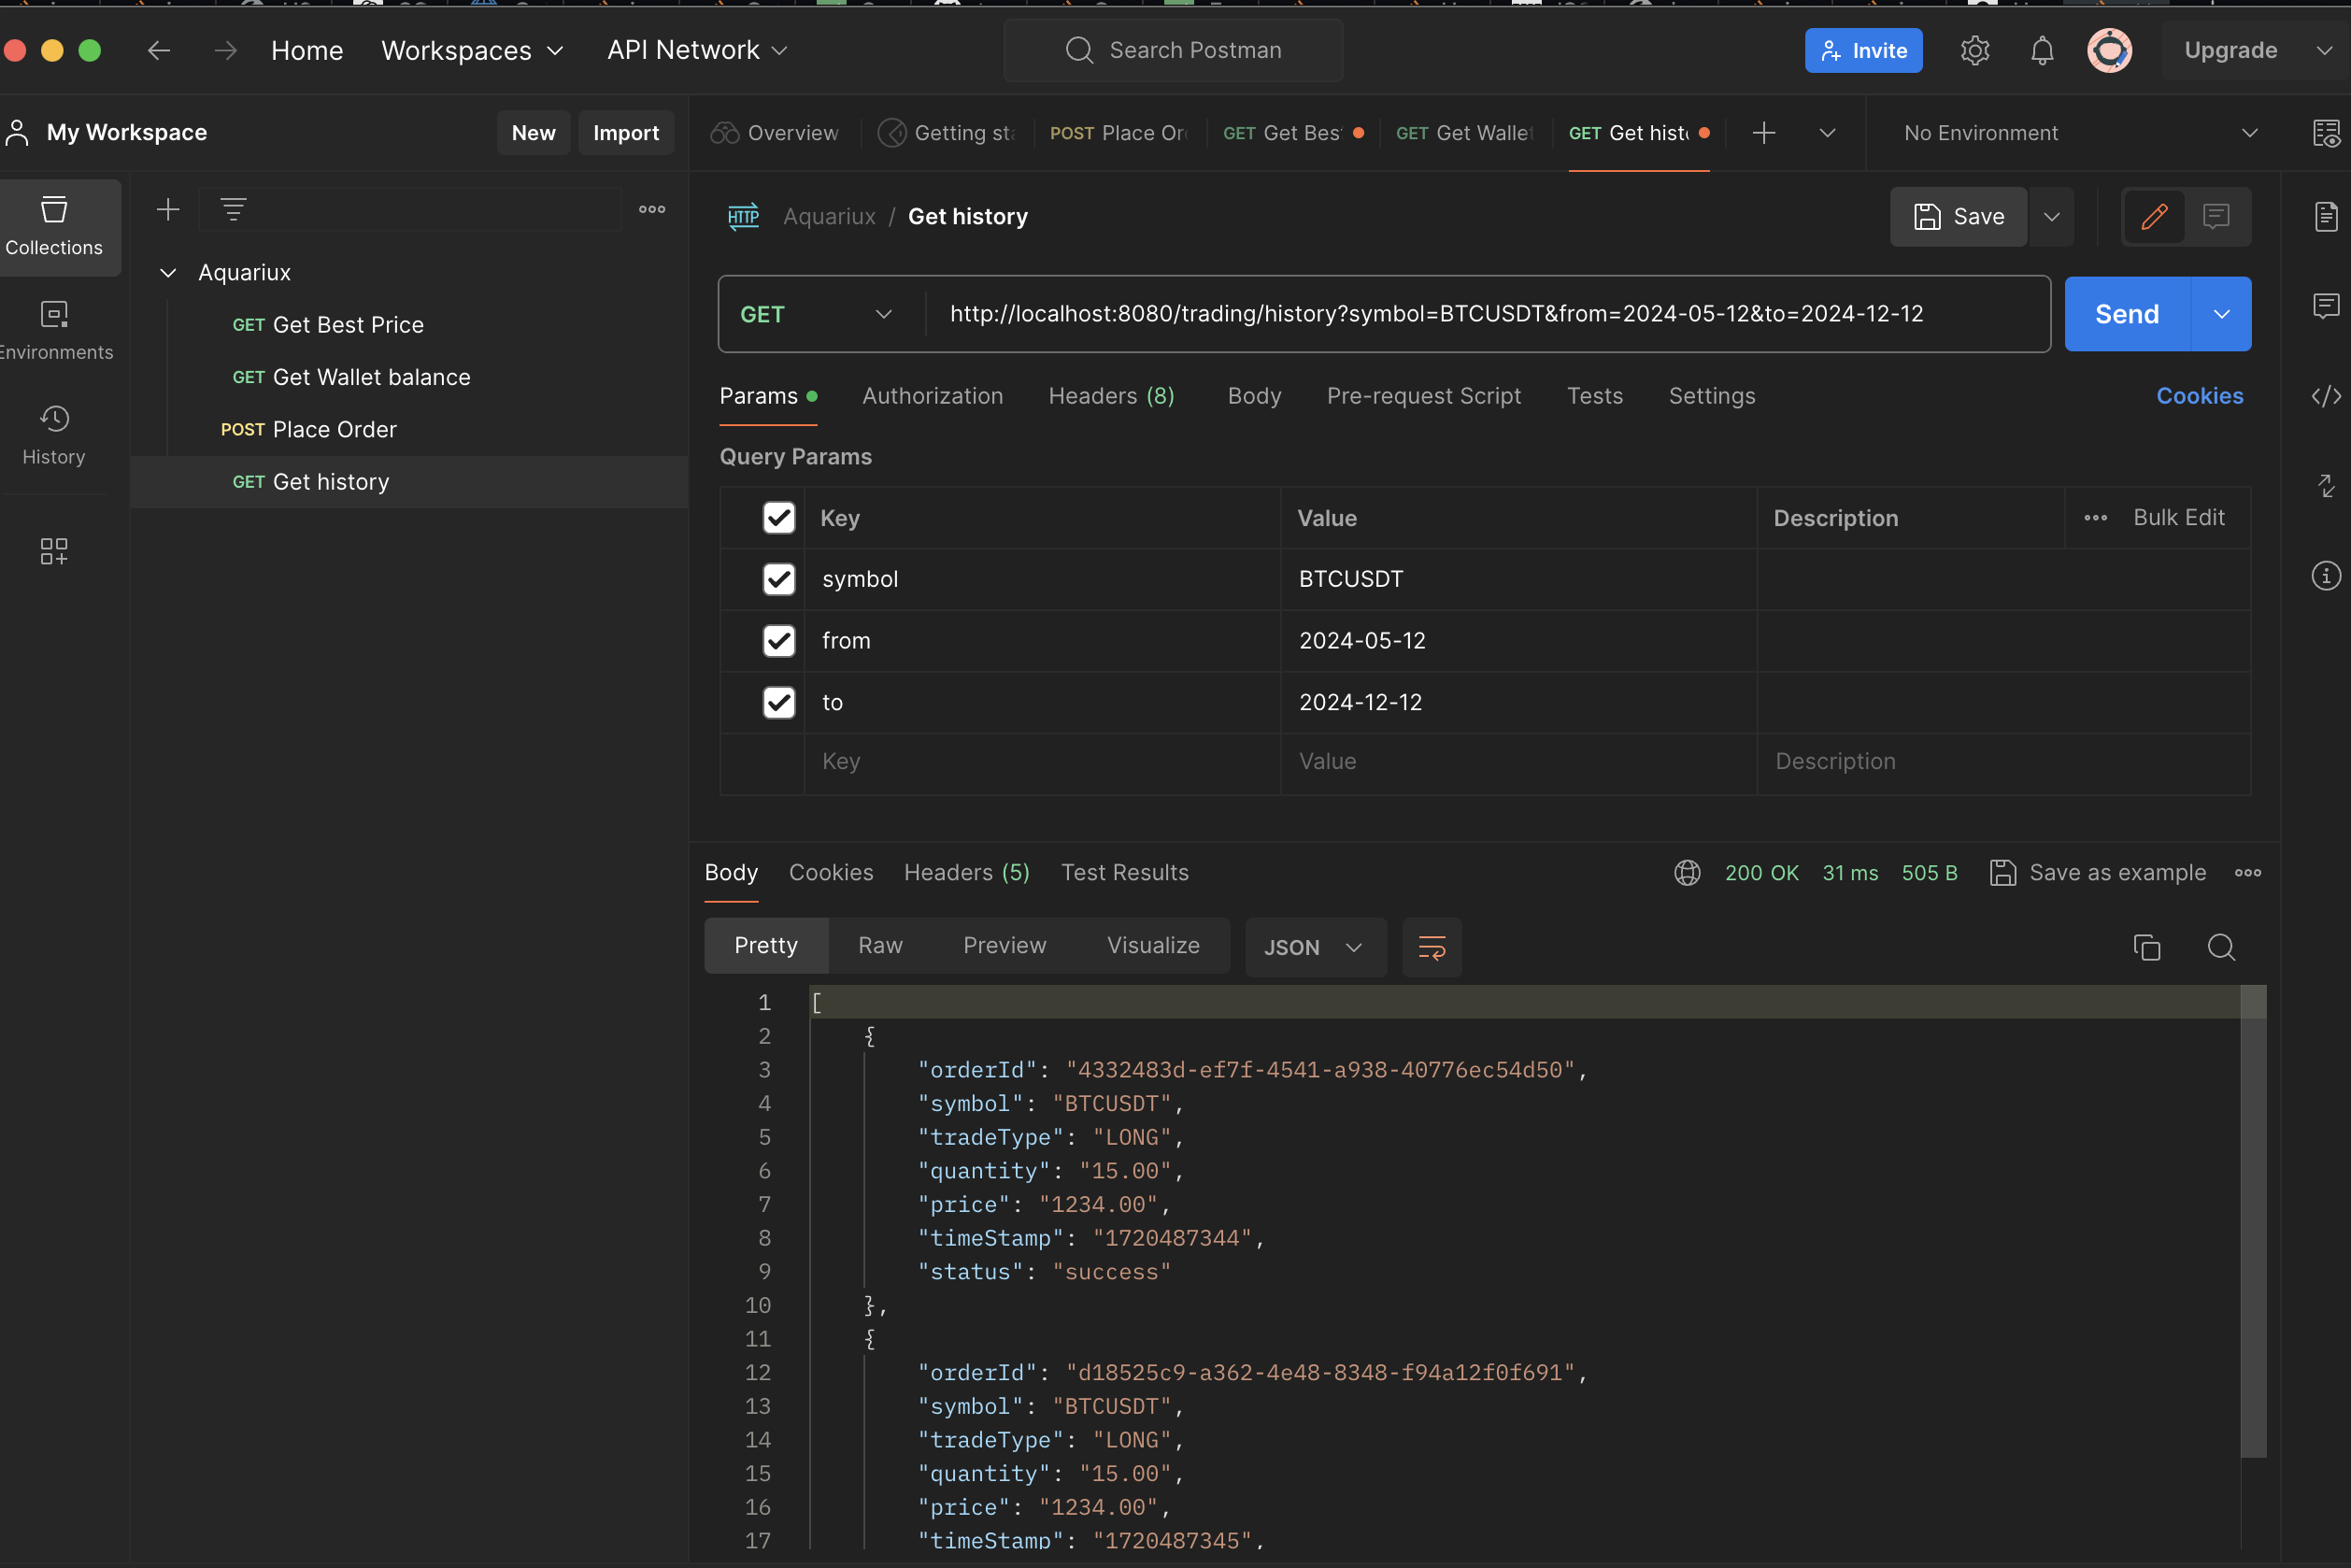 Home Workspaces API Network Search Postman Invite Upgrade
My Workspace New Import Overview Getting sta POST Place Or GET Get Bes GET Get Wallet GET Get histo No Environment
Collections
Environments
History
Aquariux
GET Get Best Price
GET Get Wallet balance
POST Place Order
GET Get history
HTTP Aquariux / Get history Save
GET http://localhost:8080/trading/history?symbol=BTCUSDT&from=2024-05-12&to=2024-12-12 Send
Params Authorization Headers (8) Body Pre-request Script Tests Settings Cookies
Query Params
Key Value Description Bulk Edit
symbol BTCUSDT
from 2024-05-12
to 2024-12-12
Key Value Description
Body Cookies Headers (5) Test Results 200 OK 31 ms 505 B Save as example
Pretty Raw Preview Visualize JSON
1 [
2 {
3 "orderId": "4332483d-ef7f-4541-a938-40776ec54d50",
4 "symbol": "BTCUSDT",
5 "tradeType": "LONG",
6 "quantity": "15.00",
7 "price": "1234.00",
8 "timeStamp": "1720487344",
9 "status": "success"
10 },
11 {
12 "orderId": "d18525c9-a362-4e48-8348-f94a12f0f691",
13 "symbol": "BTCUSDT",
14 "tradeType": "LONG",
15 "quantity": "15.00",
16 "price": "1234.00",
17 "timeStamp": "1720487345",